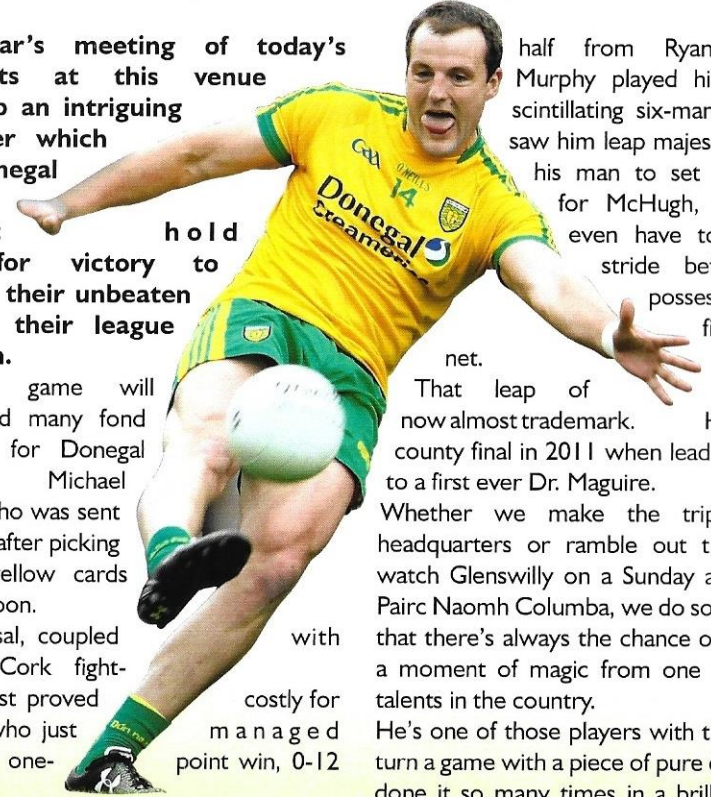 ar's meeting of today's
ts at this venue
p an intriguing
er which
negal
hold
for victory to
their unbeaten
their league
n.
game will
d many fond
for Donegal
Michael
ho was sent
after picking
ellow cards
oon.
sal, coupled with
Cork fight-
st proved costly for
who just managed
one- point win, 0-12
GAA
O'NEILLS
14
Donegal
Creameries
half from Ryan
Murphy played hi
scintillating six-man
saw him leap majes
his man to set
for McHugh,
even have to
stride be
posses
fi
net.
That leap of
now almost trademark. H
county final in 2011 when lead
to a first ever Dr. Maguire.
Whether we make the trip
headquarters or ramble out t
watch Glenswilly on a Sunday a
Pairc Naomh Columba, we do so
that there's always the chance o
a moment of magic from one
talents in the country.
He's one of those players with t
turn a game with a piece of pure
done it so many times in a brill